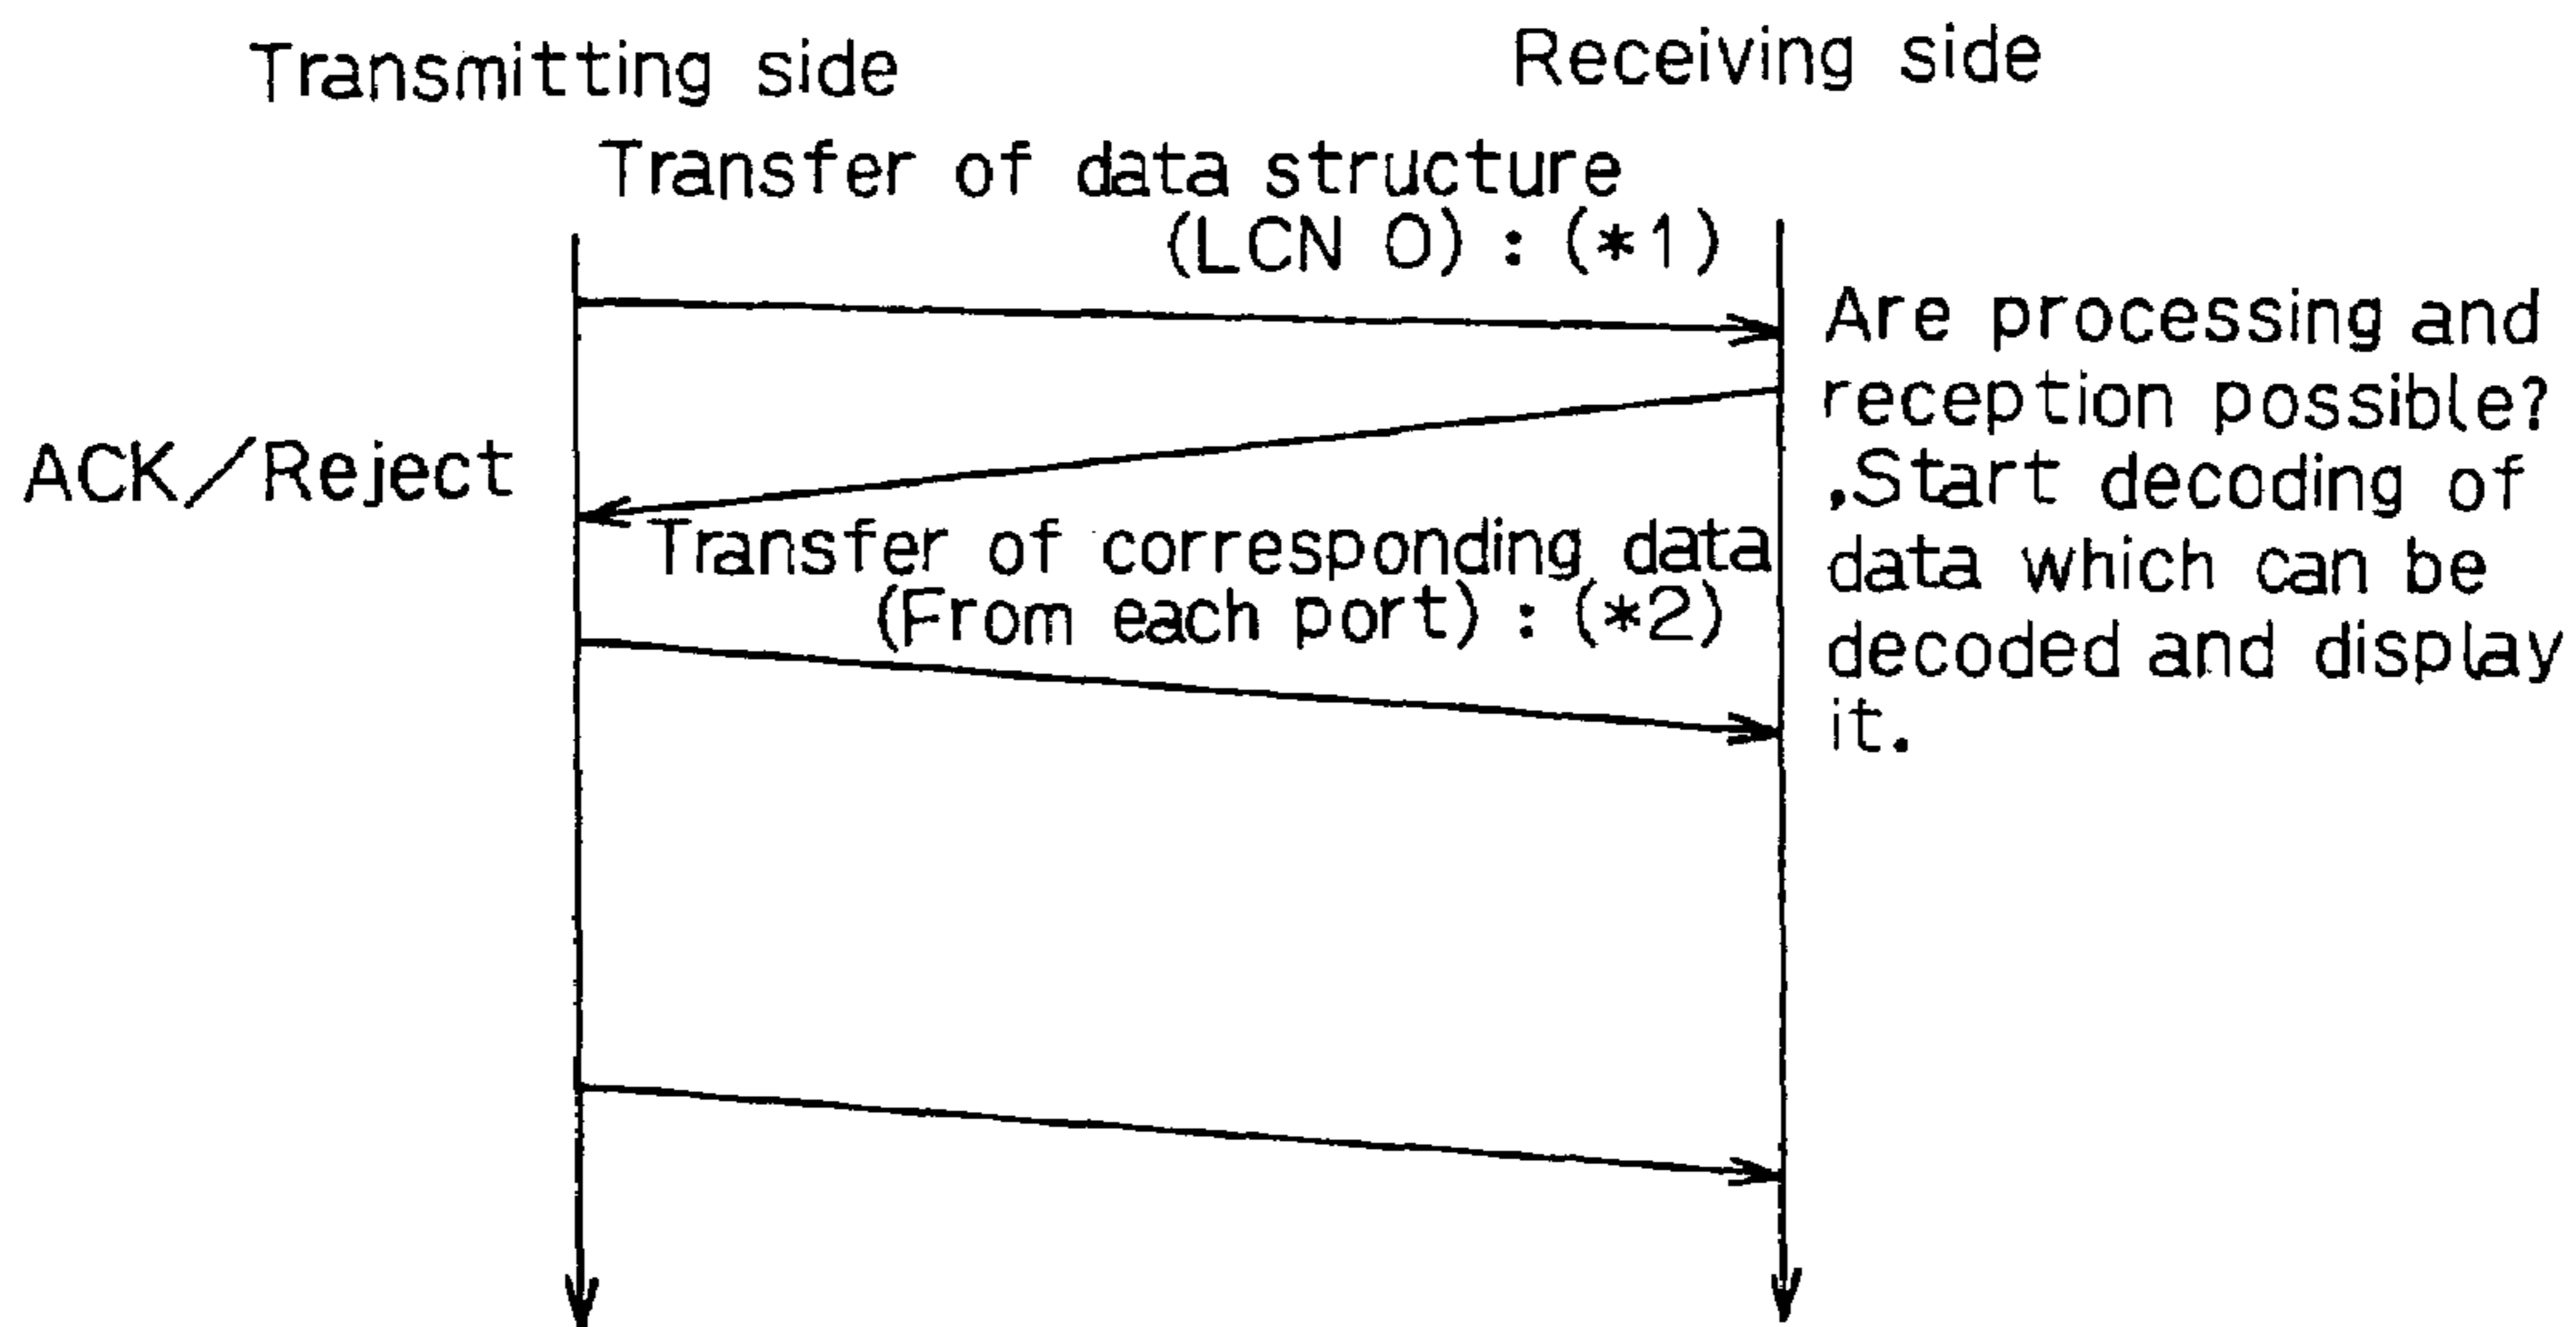 Transmitting side
Receiving side
Transfer of data structure
(LCN 0) : (*1)
Are processing and
reception possible?
ACK/Reject
,Start decoding of
data which can be
decoded and display
it.
Transfer of corresponding data
(From each port) : (*2)